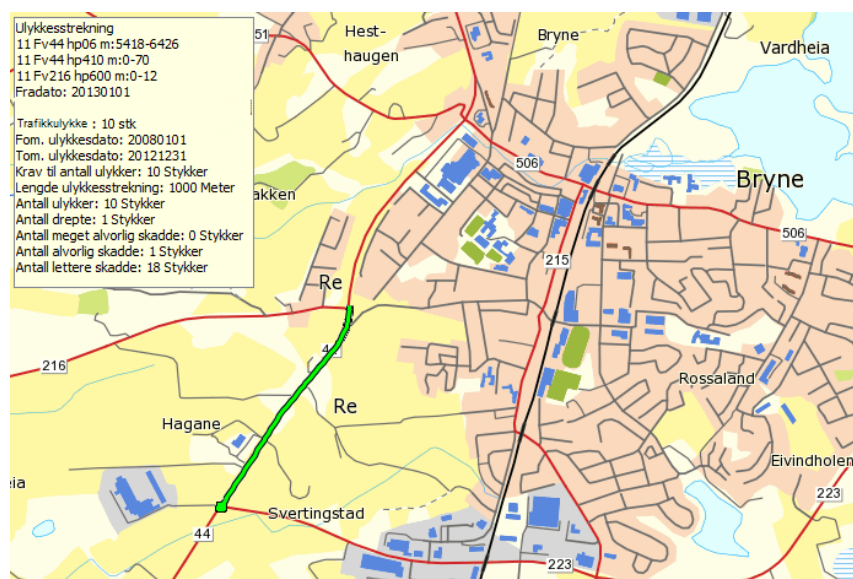 Ulykkesstrekning
11 Fv44 hp06 m:5418-6426
11 Fv44 hp410 m:0-70
11 Fv216 hp600 m:0-12
Fradato: 20130101
Trafikkulykke : 10 stk
Fom. ulykkesdato: 20080101
Tom. ulykkesdato: 20121231
Krav til antall ulykker: 10 Stykker
Lengde ulykkesstrekning: 1000 Meter
Antall ulykker: 10 Stykker
Antall drepte: 1 Stykker
Antall meget alvorlig skadde: 0 Stykker
Antall alvorlig skadde: 1 Stykker
Antall lettere skadde: 18 Stykker
51
Hest-
haugen
Bryne
Vardheia
506
Bryne
akken
506
215
Re
44
216
Re
Rossaland
Hagane
Eivindholen
eia
223
Svertingstad
44
223